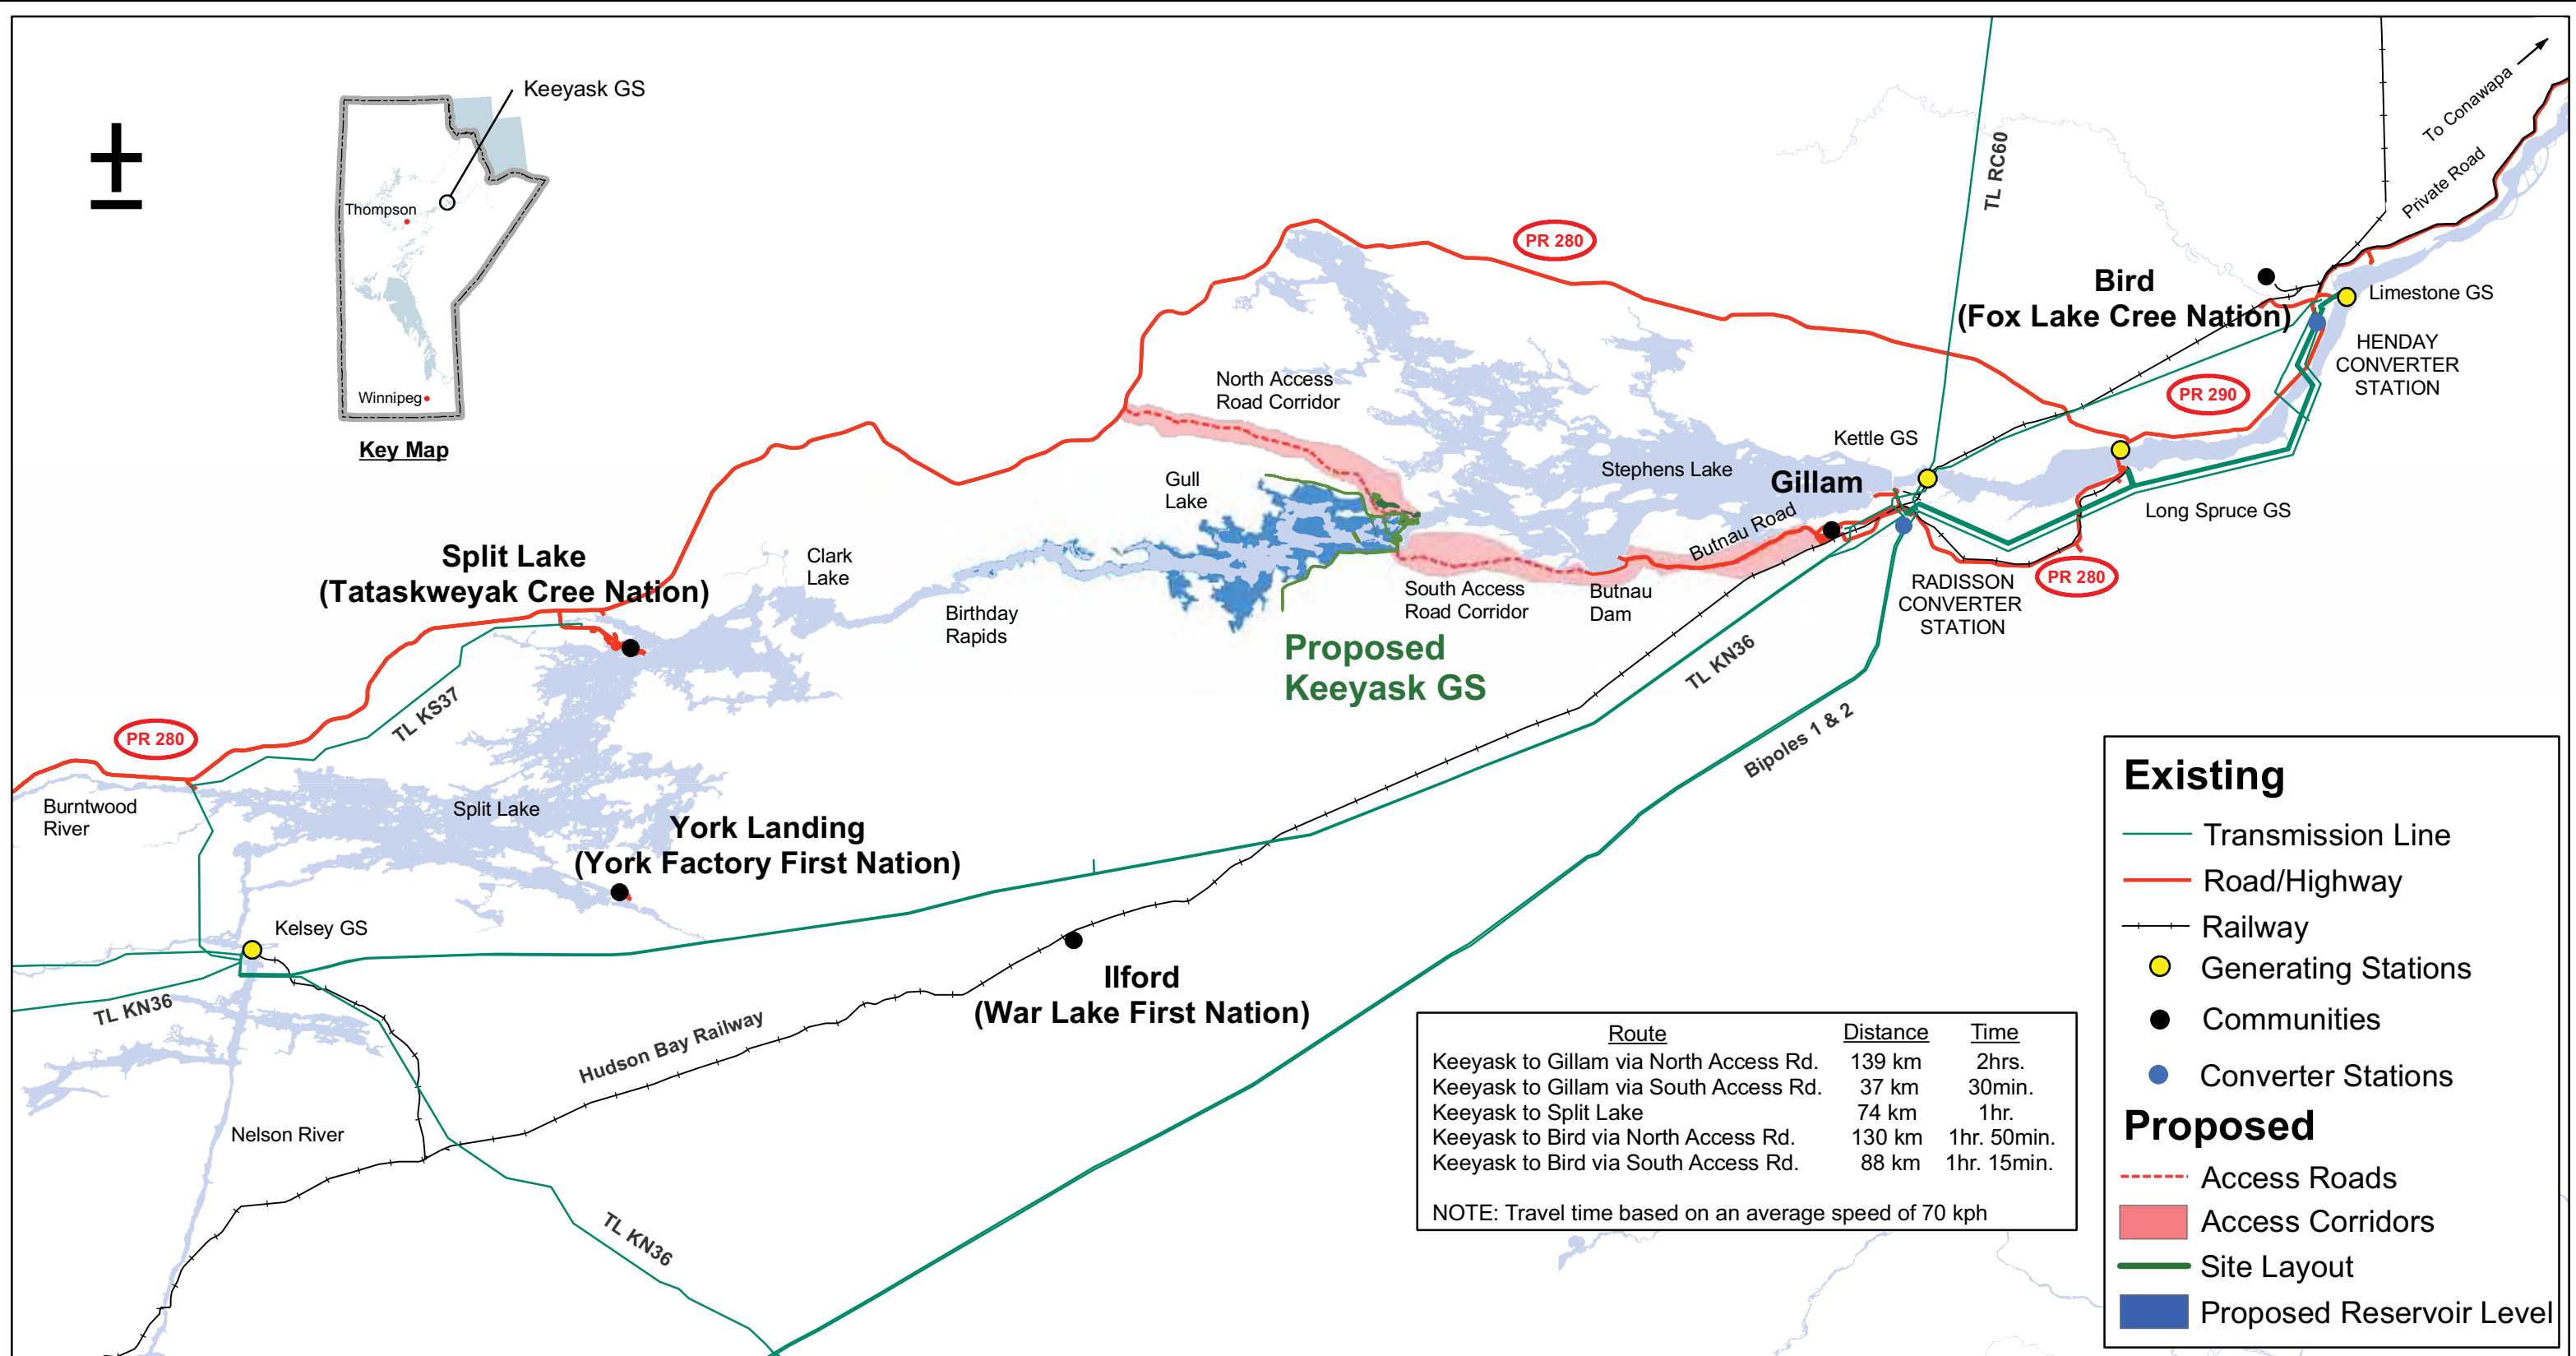 ±
Keeyask GS
Thompson
Winnipeg
Key Map
PR 280
TL RC60
To Conawapa
Private Road
Bird
(Fox Lake Cree Nation)
Limestone GS
HENDAY
CONVERTER
STATION
PR 290
North Access
Road Corridor
Kettle GS
Stephens Lake
Gillam
Gull
Lake
Butnau Road
Long Spruce GS
Split Lake
(Tataskweyak Cree Nation)
Clark
Lake
Birthday
Rapids
South Access
Road Corridor
Butnau
Dam
RADISSON
CONVERTER
STATION
PR 280
Proposed
Keeyask GS
TL KN36
TL KS37
PR 280
Bipoles 1 & 2
Burntwood
River
Split Lake
York Landing
(York Factory First Nation)
Kelsey GS
TL KN36
Ilford
(War Lake First Nation)
Hudson Bay Railway
Nelson River
TL KN36
Route Distance Time
Keeyask to Gillam via North Access Rd. 139 km 2hrs.
Keeyask to Gillam via South Access Rd. 37 km 30min.
Keeyask to Split Lake 74 km 1hr.
Keeyask to Bird via North Access Rd. 130 km 1hr. 50min.
Keeyask to Bird via South Access Rd. 88 km 1hr. 15min.
NOTE: Travel time based on an average speed of 70 kph
Existing
Transmission Line
Road/Highway
Railway
Generating Stations
Communities
Converter Stations
Proposed
Access Roads
Access Corridors
Site Layout
Proposed Reservoir Level